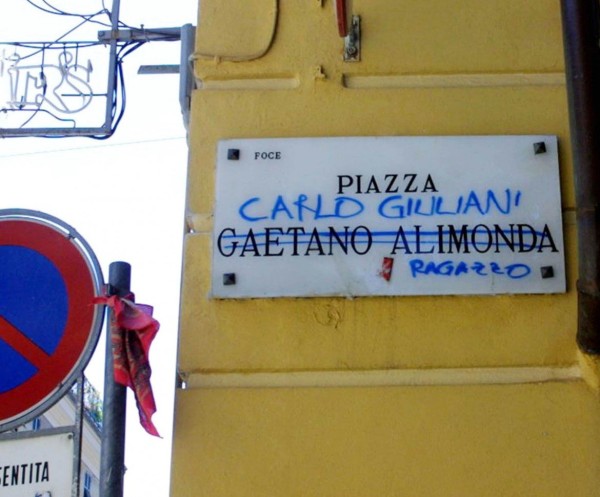 FOCE
PIAZZA
CARLO GIULIANI
GAETANO ALIMONDA
RAGAZZO
SENTITA